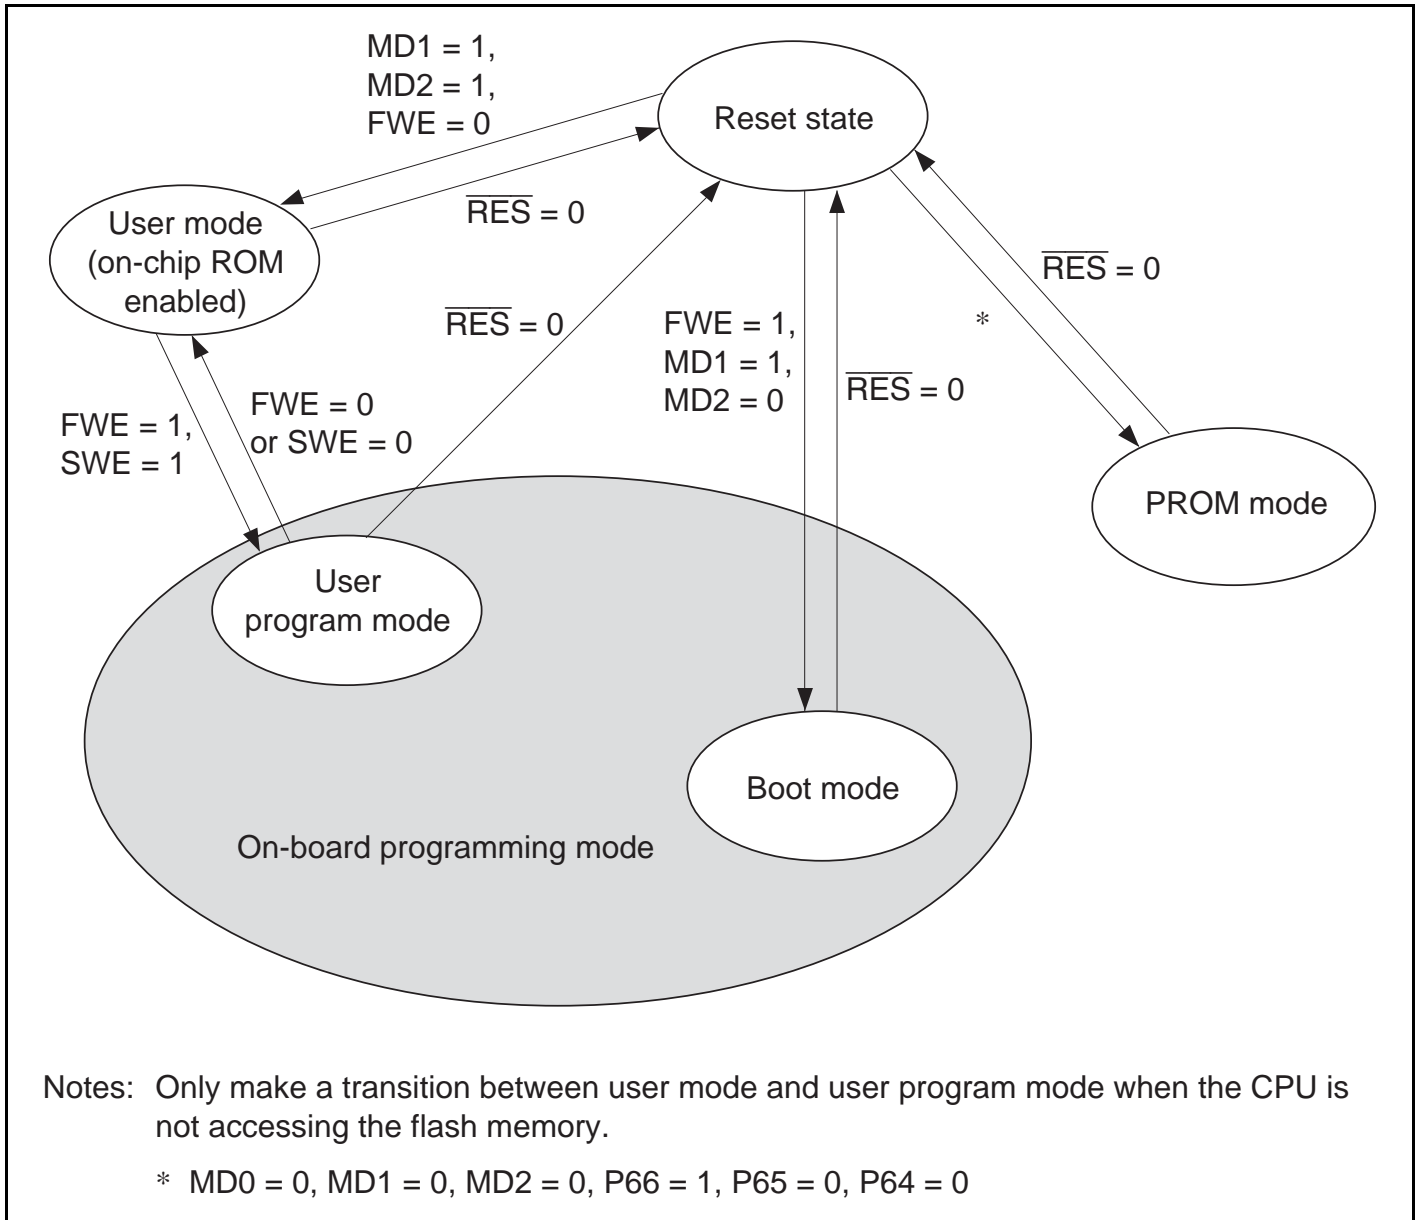 MD1 = 1,
MD2 = 1,
FWE = 0
Reset state
User mode
(on-chip ROM
enabled)
R̅E̅S̅ = 0
R̅E̅S̅ = 0
R̅E̅S̅ = 0
FWE = 1,
MD1 = 1,
MD2 = 0
*
R̅E̅S̅ = 0
FWE = 1,
SWE = 1
FWE = 0
or SWE = 0
PROM mode
User
program mode
Boot mode
On-board programming mode
Notes: Only make a transition between user mode and user program mode when the CPU is
not accessing the flash memory.
* MD0 = 0, MD1 = 0, MD2 = 0, P66 = 1, P65 = 0, P64 = 0